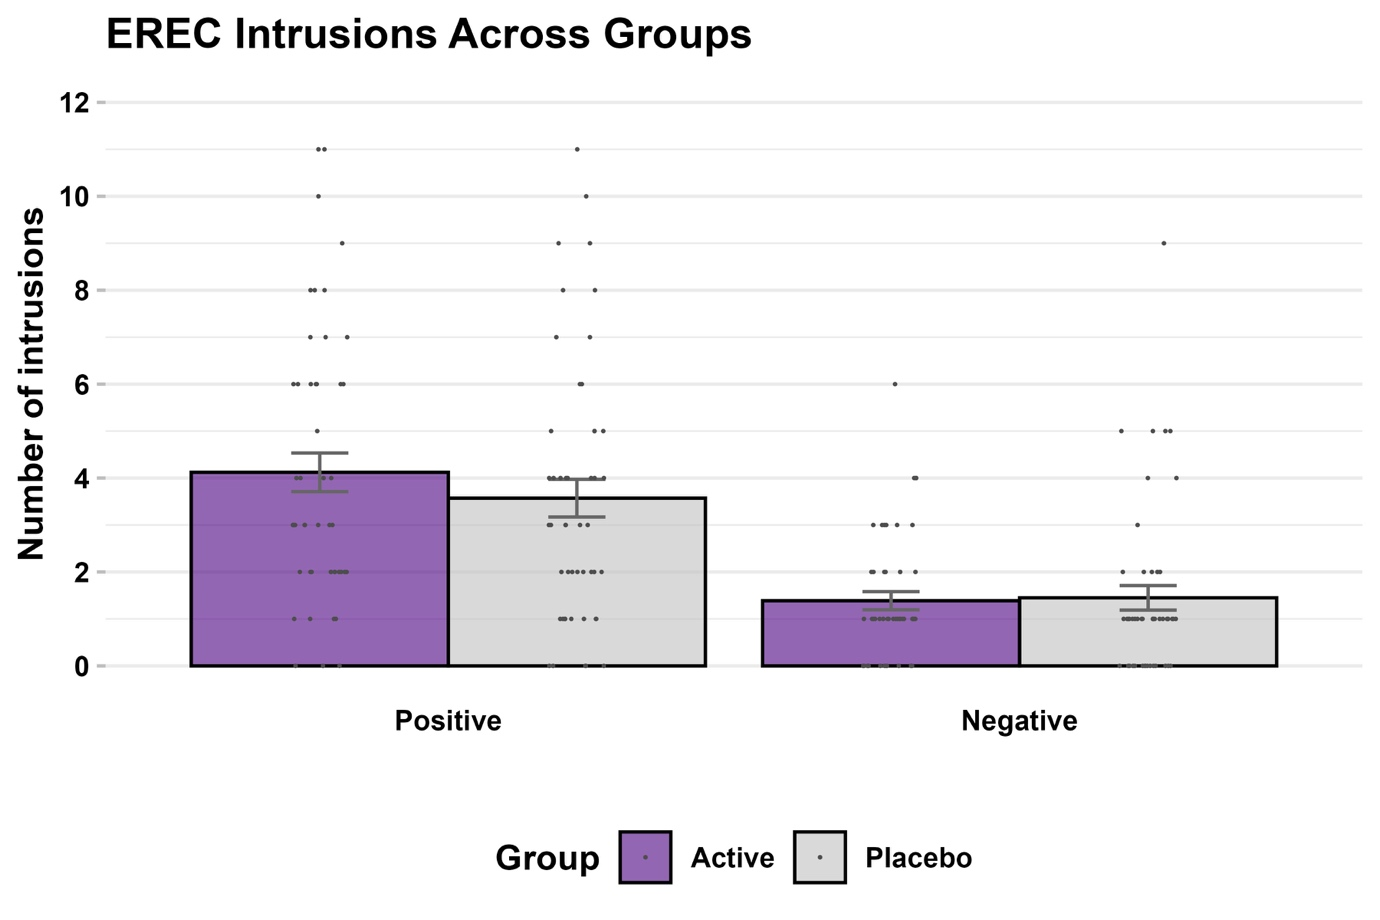 EREC Intrusions Across Groups
Number of intrusions
12
10
8
6
4
2
0
Positive Negative
Group Active Placebo